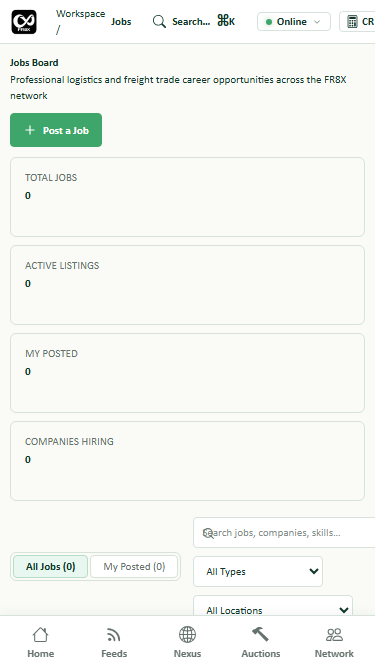 FR8X
Workspace
/
Jobs
Search... ⌘K
Online
CR
Jobs Board
Professional logistics and freight trade career opportunities across the FR8X
network
+ Post a Job
TOTAL JOBS
0
ACTIVE LISTINGS
0
MY POSTED
0
COMPANIES HIRING
0
Search jobs, companies, skills...
All Jobs (0)
My Posted (0)
All Types
All Locations
Home
Feeds
Nexus
Auctions
Network